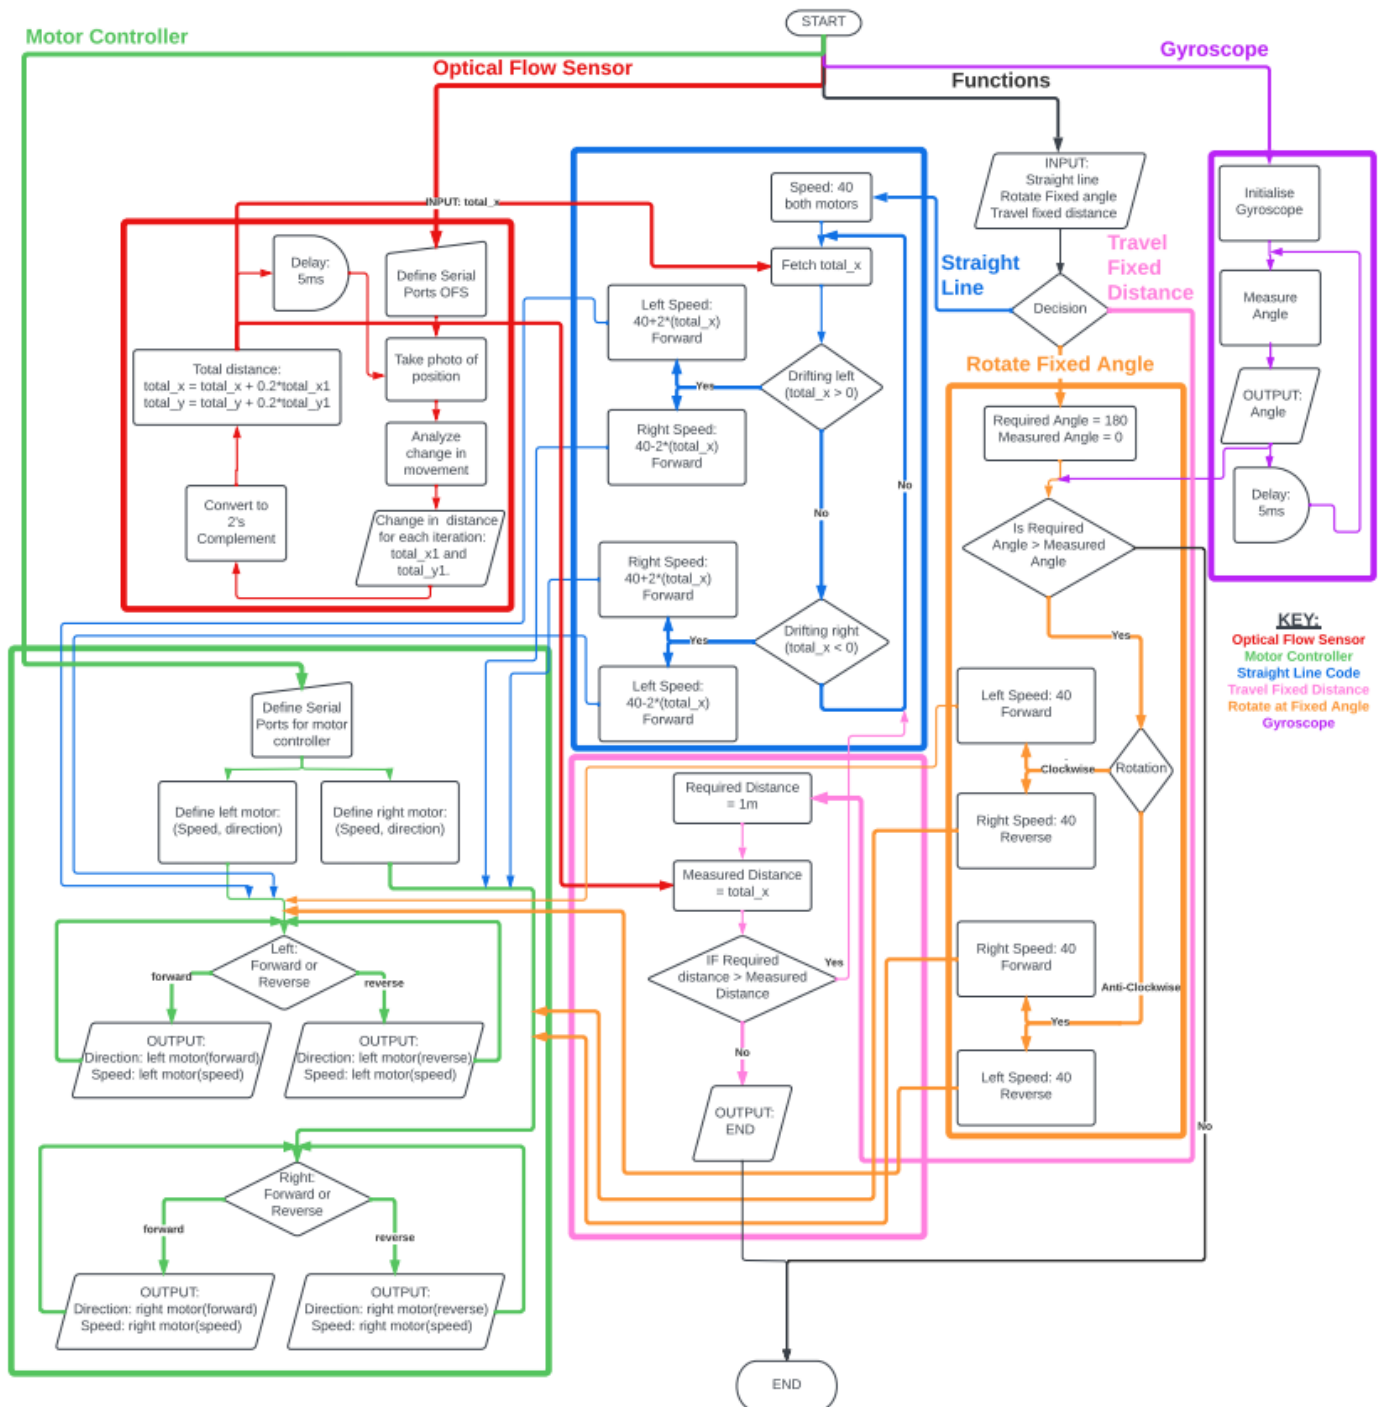 START
Motor Controller
Gyroscope
Optical Flow Sensor
Functions
INPUT:
Straight line
Rotate Fixed angle
Travel fixed distance
Speed: 40
both motors
Initialise
Gyroscope
INPUT: total_x
Delay:
5ms
Define Serial
Ports OFS
Fetch total_x
Straight
Line
Travel
Fixed
Distance
Decision
Measure
Angle
Left Speed:
40+2*(total_x)
Forward
Total distance:
total_x = total_x + 0.2*total_x1
total_y = total_y + 0.2*total_y1
Take photo of
position
Drifting left
(total_x > 0)
Yes
Rotate Fixed Angle
OUTPUT:
Angle
Required Angle = 180
Measured Angle = 0
Analyze
change in
movement
Right Speed:
40-2*(total_x)
Forward
No
No
Convert to
2's
Complement
Change in distance
for each iteration:
total_x1 and
total_y1.
Delay:
5ms
Is Required
Angle > Measured
Angle
Right Speed:
40+2*(total_x)
Forward
Drifting right
(total_x < 0)
Yes
Yes
Left Speed:
40-2*(total_x)
Forward
KEY:
Optical Flow Sensor
Motor Controller
Straight Line Code
Travel Fixed Distance
Rotate at Fixed Angle
Gyroscope
Define Serial
Ports for motor
controller
Left Speed: 40
Forward
Clockwise
Rotation
Define left motor:
(Speed, direction)
Define right motor:
(Speed, direction)
Required Distance
= 1m
Right Speed: 40
Reverse
Measured Distance
= total_x
Left:
Forward or
Reverse
forward
reverse
IF Required
distance > Measured
Distance
Yes
Right Speed: 40
Forward
Anti-Clockwise
Yes
OUTPUT:
Direction: left motor(forward)
Speed: left motor(speed)
OUTPUT:
Direction: left motor(reverse)
Speed: left motor(speed)
No
Left Speed: 40
Reverse
OUTPUT:
END
No
Right:
Forward or
Reverse
forward
reverse
OUTPUT:
Direction: right motor(forward)
Speed: right motor(speed)
OUTPUT:
Direction: right motor(reverse)
Speed: right motor(speed)
END